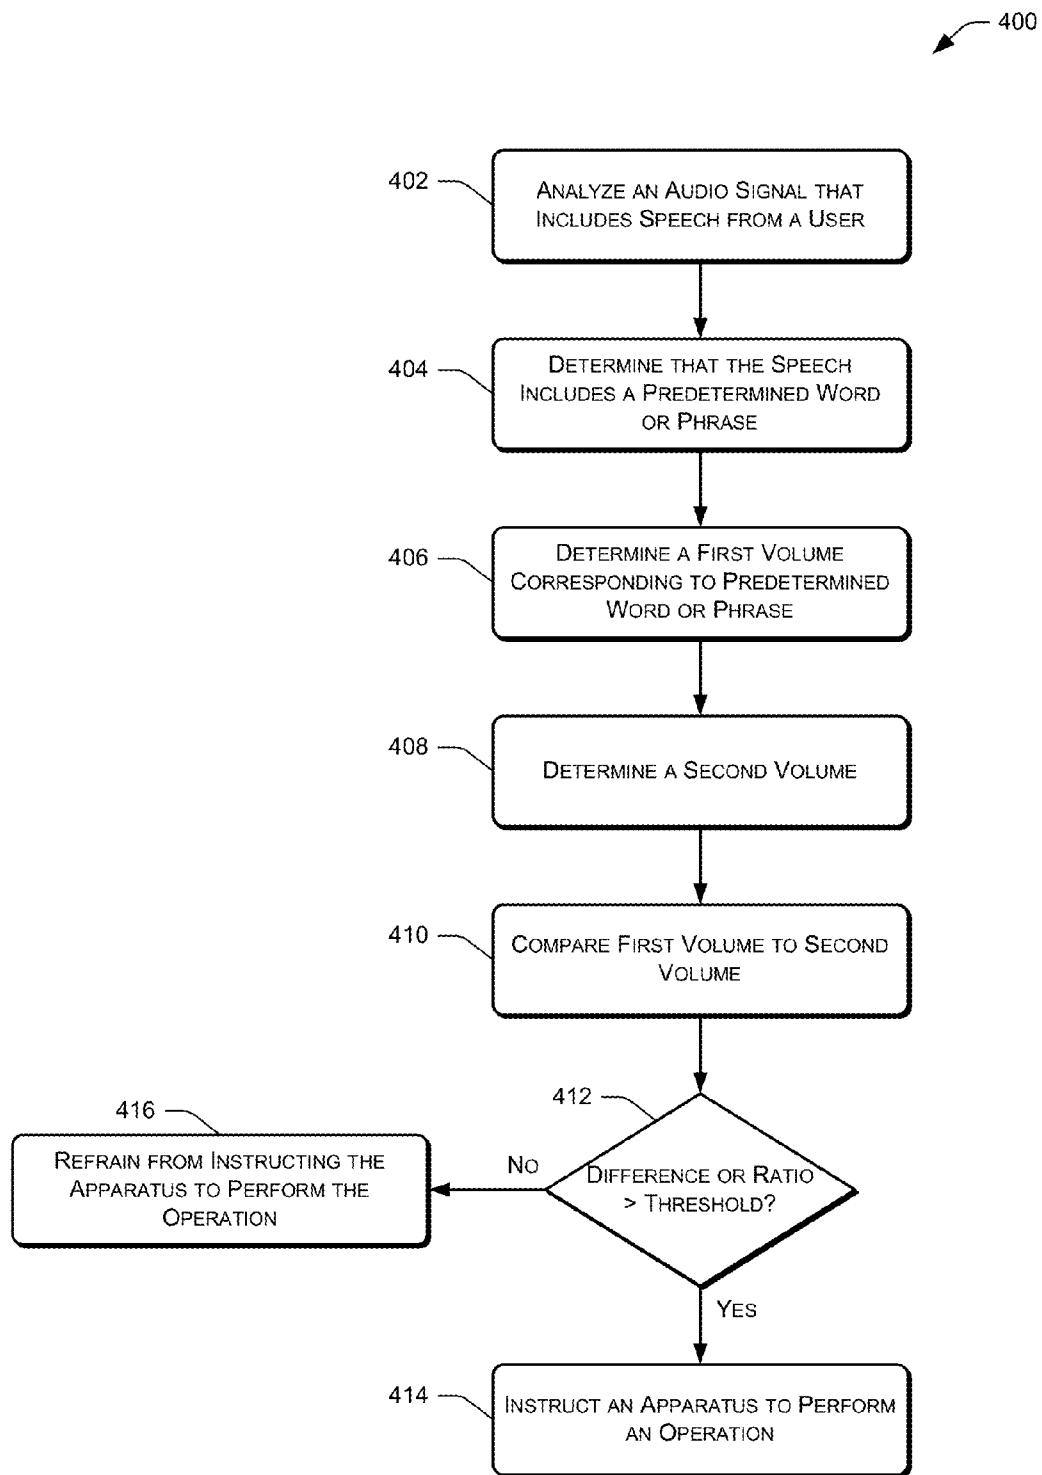 400
402
ANALYZE AN AUDIO SIGNAL THAT
INCLUDES SPEECH FROM A USER
404
DETERMINE THAT THE SPEECH
INCLUDES A PREDETERMINED WORD
OR PHRASE
406
DETERMINE A FIRST VOLUME
CORRESPONDING TO PREDETERMINED
WORD OR PHRASE
408
DETERMINE A SECOND VOLUME
410
COMPARE FIRST VOLUME TO SECOND
VOLUME
412
DIFFERENCE OR RATIO
> THRESHOLD?
NO
416
REFRAIN FROM INSTRUCTING THE
APPARATUS TO PERFORM THE
OPERATION
YES
414
INSTRUCT AN APPARATUS TO PERFORM
AN OPERATION